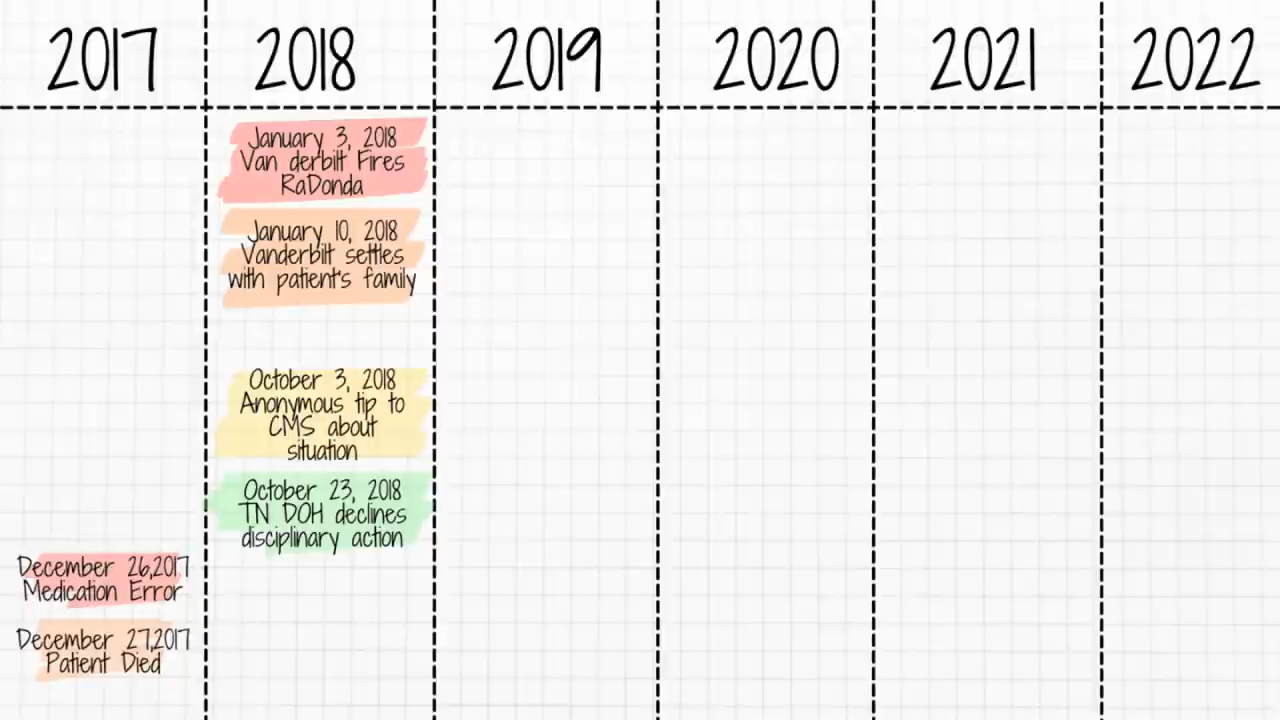 2017 2018 2019 2020 2021 2022
January 3, 2018
Van derbilt Fires
RaDonda
January 10, 2018
Vanderbilt settles
with patient's family
October 3, 2018
Anonymous tip to
CMS about
situation
October 23, 2018
TN DOH declines
disciplinary action
December 26,2017
Medication Error
December 27,2017
Patient Died